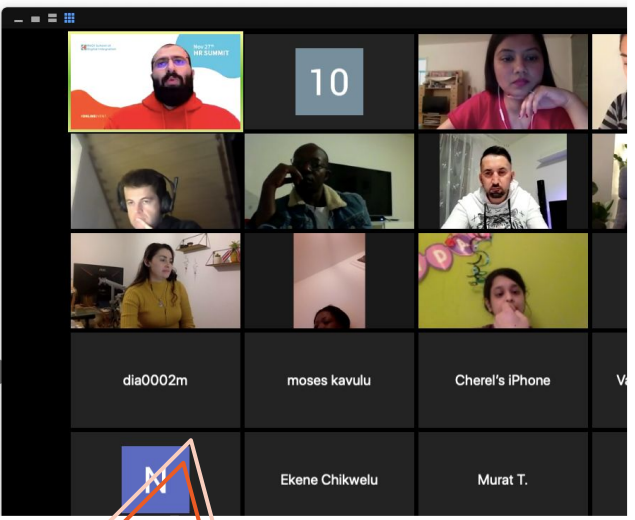 Nov 27th
HR SUMMIT
10
dia0002m
moses kavulu
Cherel's iPhone
N
Ekene Chikwelu
Murat T.